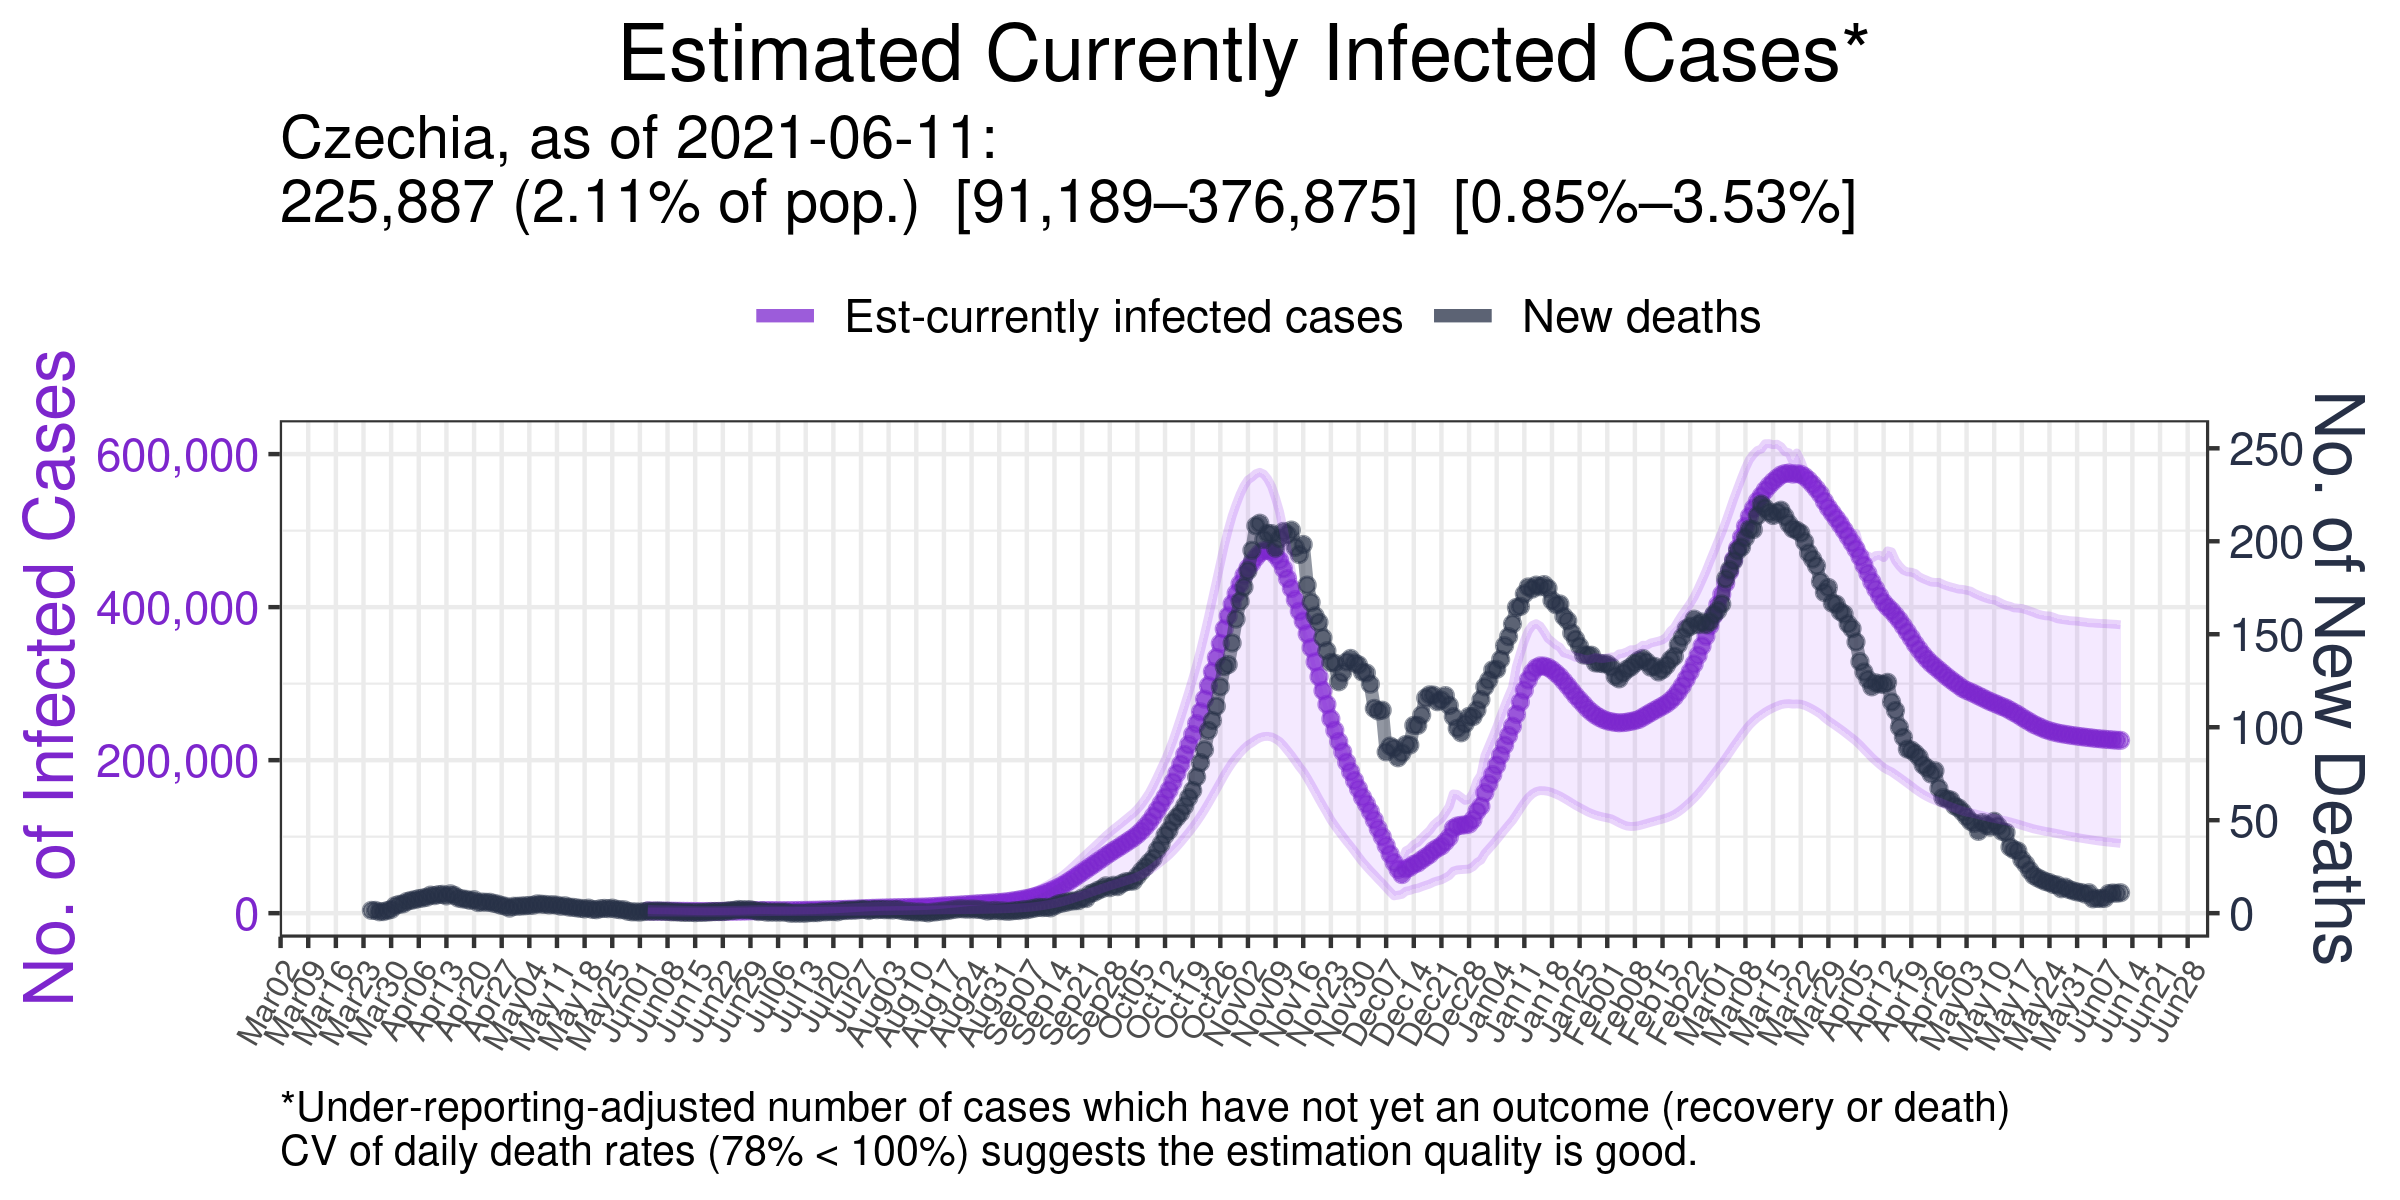 Estimated Currently Infected Cases*
Czechia, as of 2021-06-11:
225,887 (2.11% of pop.) [91,189–376,875] [0.85%–3.53%]
Est-currently infected cases
New deaths
No. of Infected Cases
600,000
400,000
200,000
0
No. of New Deaths
250
200
150
100
50
0
Mar02
Mar09
Mar16
Mar23
Mar30
Apr06
Apr13
Apr20
Apr27
May04
May11
May18
May25
Jun01
Jun08
Jun15
Jun22
Jun29
Jul06
Jul13
Jul20
Jul27
Aug03
Aug10
Aug17
Aug24
Aug31
Sep07
Sep14
Sep21
Sep28
Oct05
Oct12
Oct19
Oct26
Nov02
Nov09
Nov16
Nov23
Nov30
Dec07
Dec14
Dec21
Dec28
Jan04
Jan11
Jan18
Jan25
Feb01
Feb08
Feb15
Feb22
Mar01
Mar08
Mar15
Mar22
Mar29
Apr05
Apr12
Apr19
Apr26
May03
May10
May17
May24
May31
Jun07
Jun14
Jun21
Jun28
*Under-reporting-adjusted number of cases which have not yet an outcome (recovery or death)
CV of daily death rates (78% < 100%) suggests the estimation quality is good.